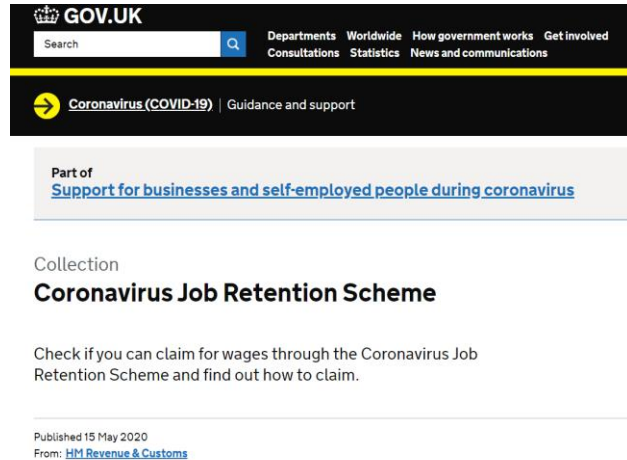 GOV.UK
Search
Departments Worldwide How government works Get involved
Consultations Statistics News and communications
Coronavirus (COVID-19) | Guidance and support
Part of
Support for businesses and self-employed people during coronavirus
Collection
Coronavirus Job Retention Scheme
Check if you can claim for wages through the Coronavirus Job
Retention Scheme and find out how to claim.
Published 15 May 2020
From: HM Revenue & Customs